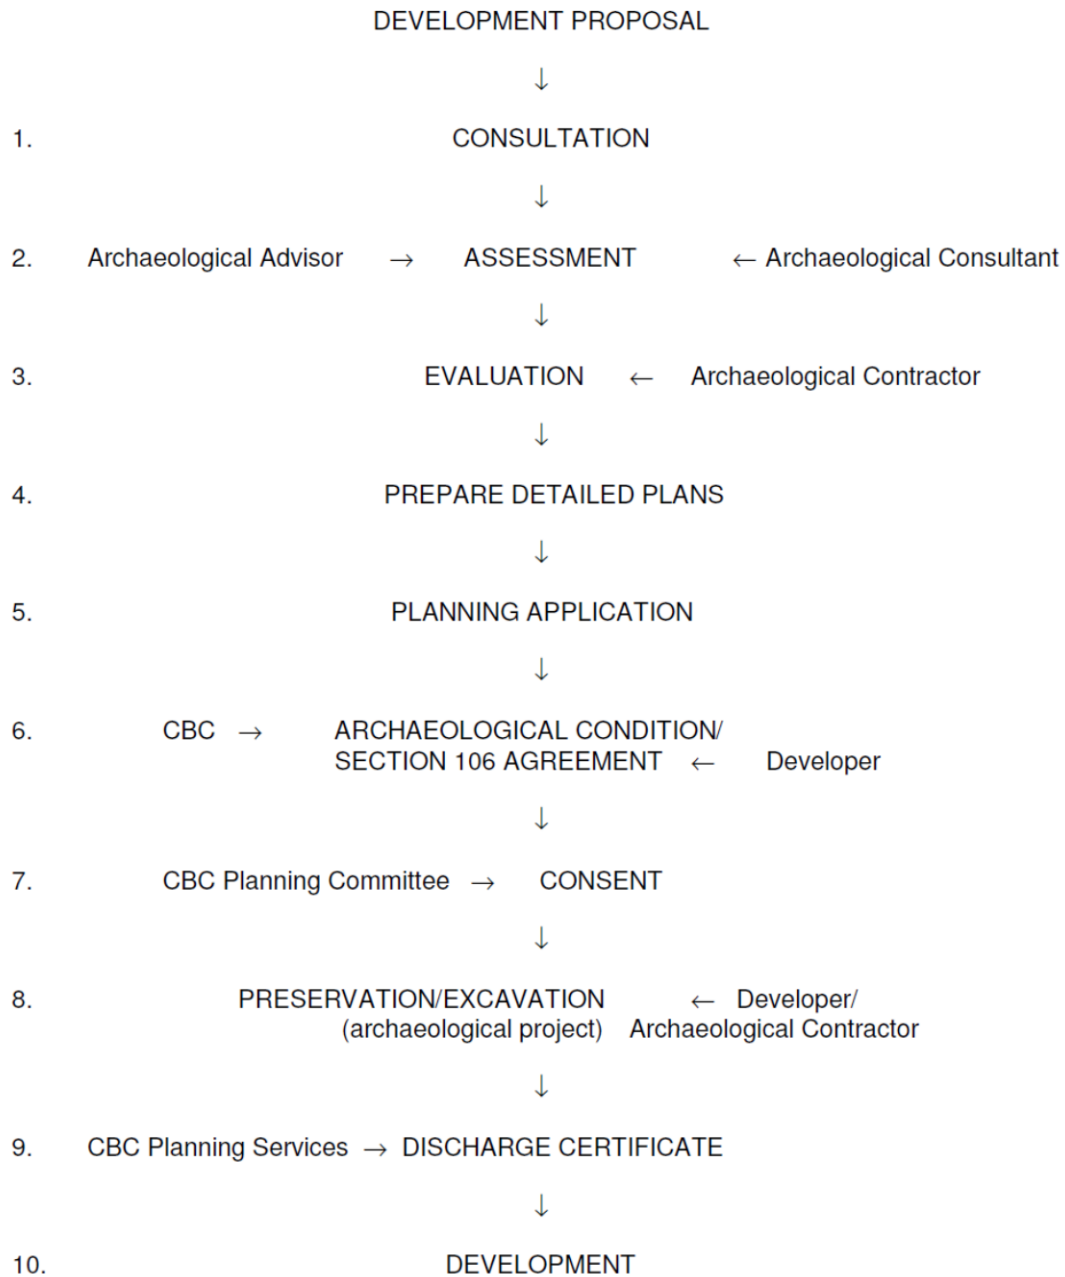 DEVELOPMENT PROPOSAL
↓
1. CONSULTATION
↓
2. Archaeological Advisor → ASSESSMENT ← Archaeological Consultant
↓
3. EVALUATION ← Archaeological Contractor
↓
4. PREPARE DETAILED PLANS
↓
5. PLANNING APPLICATION
↓
6. CBC → ARCHAEOLOGICAL CONDITION/
SECTION 106 AGREEMENT ← Developer
↓
7. CBC Planning Committee → CONSENT
↓
8. PRESERVATION/EXCAVATION ← Developer/
(archaeological project) Archaeological Contractor
↓
9. CBC Planning Services → DISCHARGE CERTIFICATE
↓
10. DEVELOPMENT